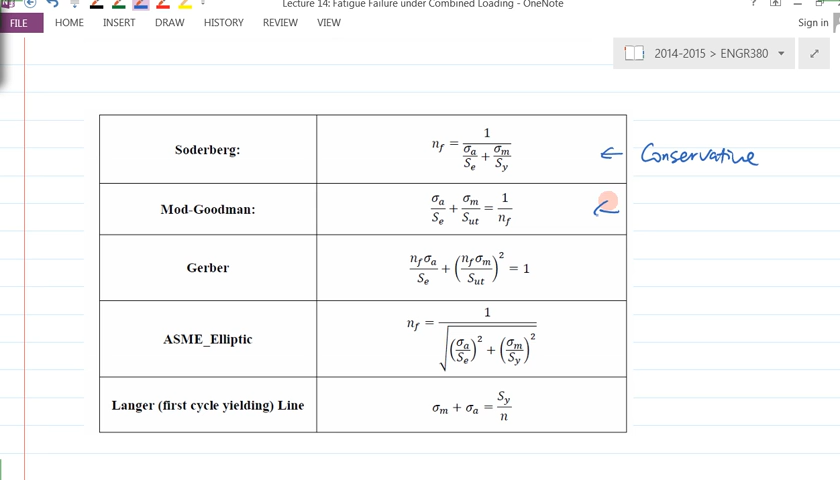 Lecture 14: Fatigue Failure under Combined Loading - OneNote
FILE HOME INSERT DRAW HISTORY REVIEW VIEW Sign in
2014-2015 > ENGR380
Soderberg: n_f = 1 / (σ_a/S_e + σ_m/S_y) ← Conservative
Mod-Goodman: σ_a/S_e + σ_m/S_ut = 1/n_f ←
Gerber n_fσ_a/S_e + (n_fσ_m/S_ut)^2 = 1
ASME_Elliptic n_f = 1 / √((σ_a/S_e)^2 + (σ_m/S_y)^2)
Langer (first cycle yielding) Line σ_m + σ_a = S_y/n